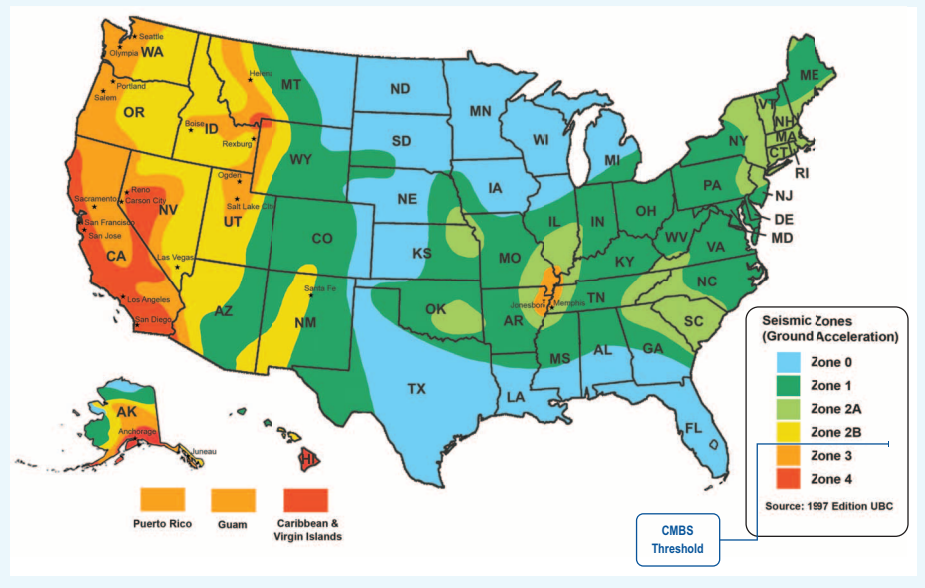 Seattle
Olympia
WA
Portland
Salem
OR
Boise
ID
Helena
MT
Rexburg
WY
ND
SD
NE
KS
MN
WI
IA
MI
IL
IN
OH
MO
KY
WV
VA
PA
NY
VT
NH
MA
CT
RI
ME
NJ
DE
MD
Reno
Carson City
NV
Sacramento
San Francisco
San Jose
CA
Las Vegas
Los Angeles
San Diego
Ogden
Salt Lake City
UT
CO
AZ
NM
Santa Fe
OK
TX
AR
LA
Jonesboro
Memphis
TN
NC
SC
MS
AL
GA
FL
AK
Anchorage
Juneau
HI
Puerto Rico
Guam
Caribbean &
Virgin Islands
Seismic Zones
(Ground Acceleration)
Zone 0
Zone 1
Zone 2A
Zone 2B
Zone 3
Zone 4
Source: 1997 Edition UBC
CMBS
Threshold